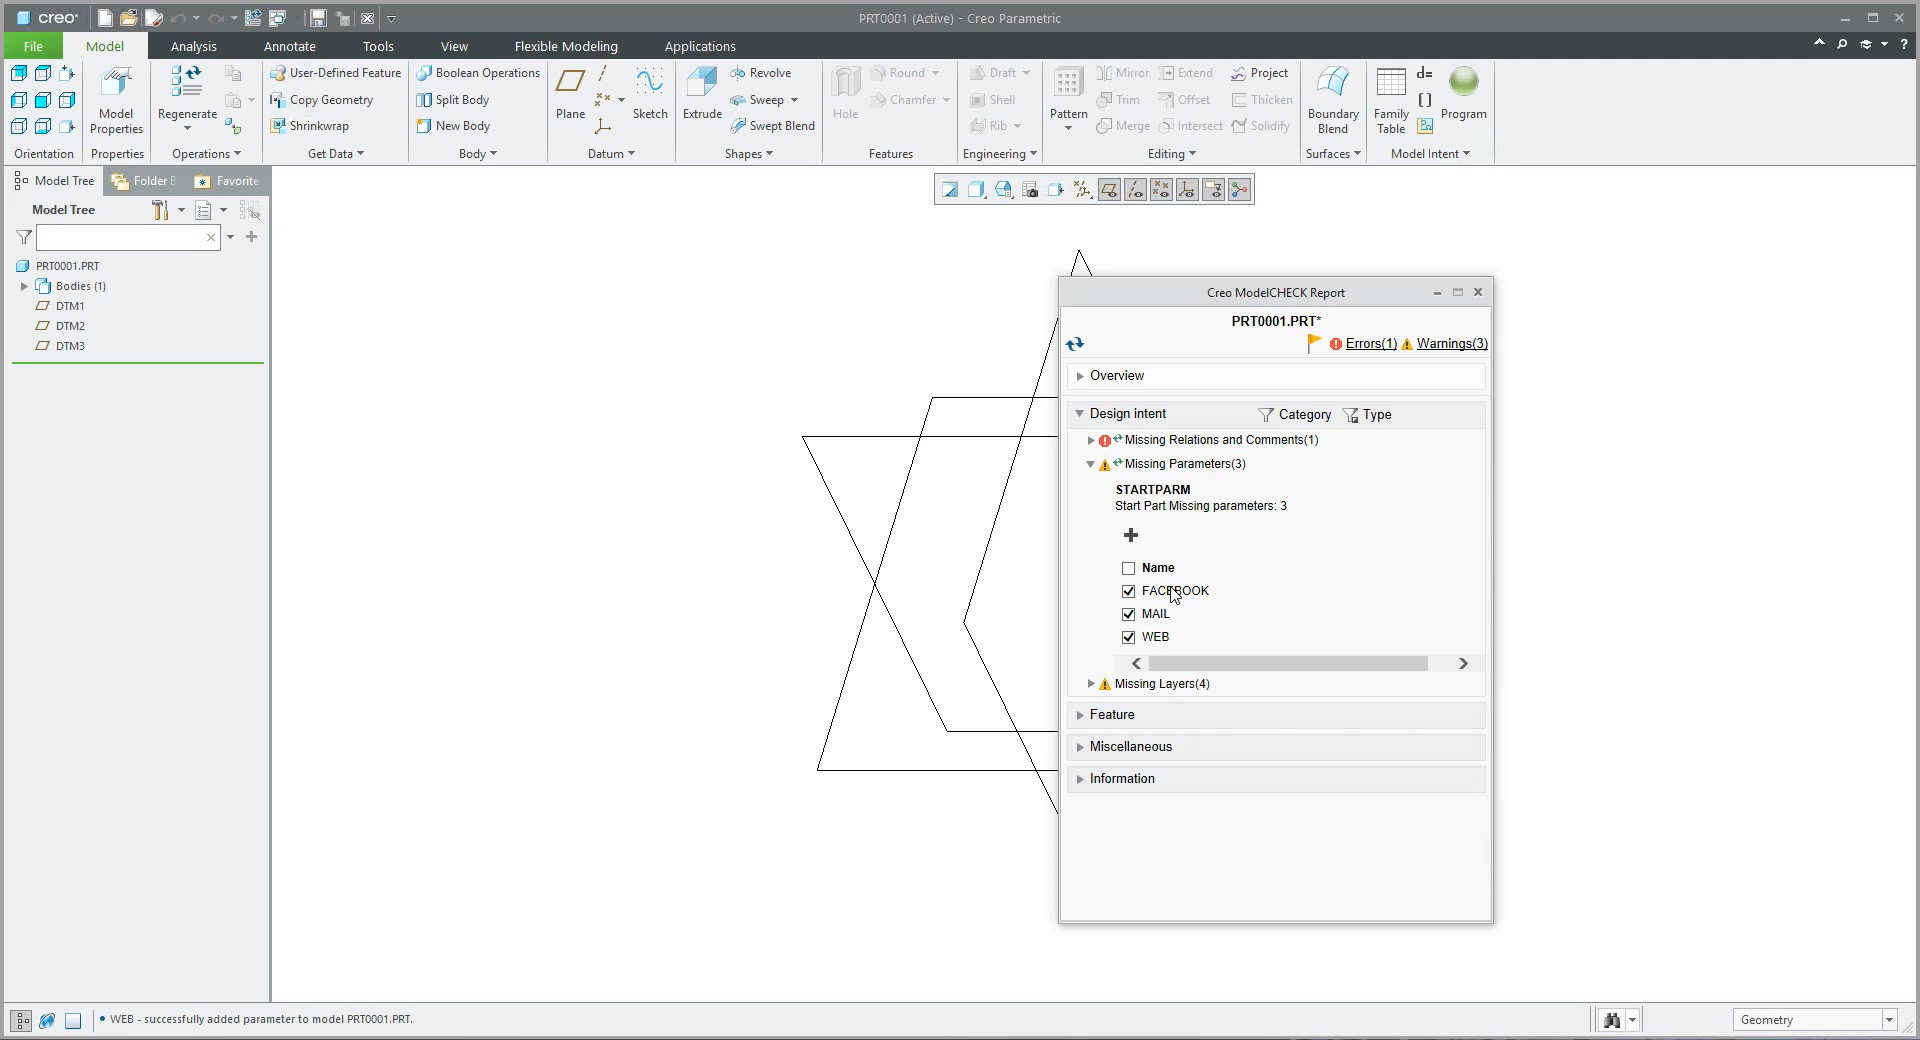 creo
PRT0001 (Active) - Creo Parametric
File Model Analysis Annotate Tools View Flexible Modeling Applications
Orientation
Model Properties
Properties
Regenerate
Operations
User-Defined Feature
Copy Geometry
Shrinkwrap
Get Data
Boolean Operations
Split Body
New Body
Body
Plane
Sketch
Datum
Extrude
Revolve
Sweep
Swept Blend
Shapes
Hole
Round
Chamfer
Features
Draft
Shell
Rib
Engineering
Pattern
Mirror
Extend
Project
Trim
Offset
Thicken
Merge
Intersect
Solidify
Editing
Boundary Blend
Surfaces
Family Table
d=
Program
Model Intent
Model Tree
Folder B
Favorite
Model Tree
PRT0001.PRT
Bodies (1)
DTM1
DTM2
DTM3
Creo ModelCHECK Report
PRT0001.PRT*
Errors(1) Warnings(3)
Overview
Design intent Category Type
Missing Relations and Comments(1)
Missing Parameters(3)
STARTPARM
Start Part Missing parameters: 3
Name
FACEBOOK
MAIL
WEB
Missing Layers(4)
Feature
Miscellaneous
Information
• WEB - successfully added parameter to model PRT0001.PRT.
Geometry